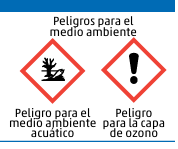 Peligros para el
medio ambiente
Peligro para el
medio ambiente
acuático
Peligro
para la capa
de ozono